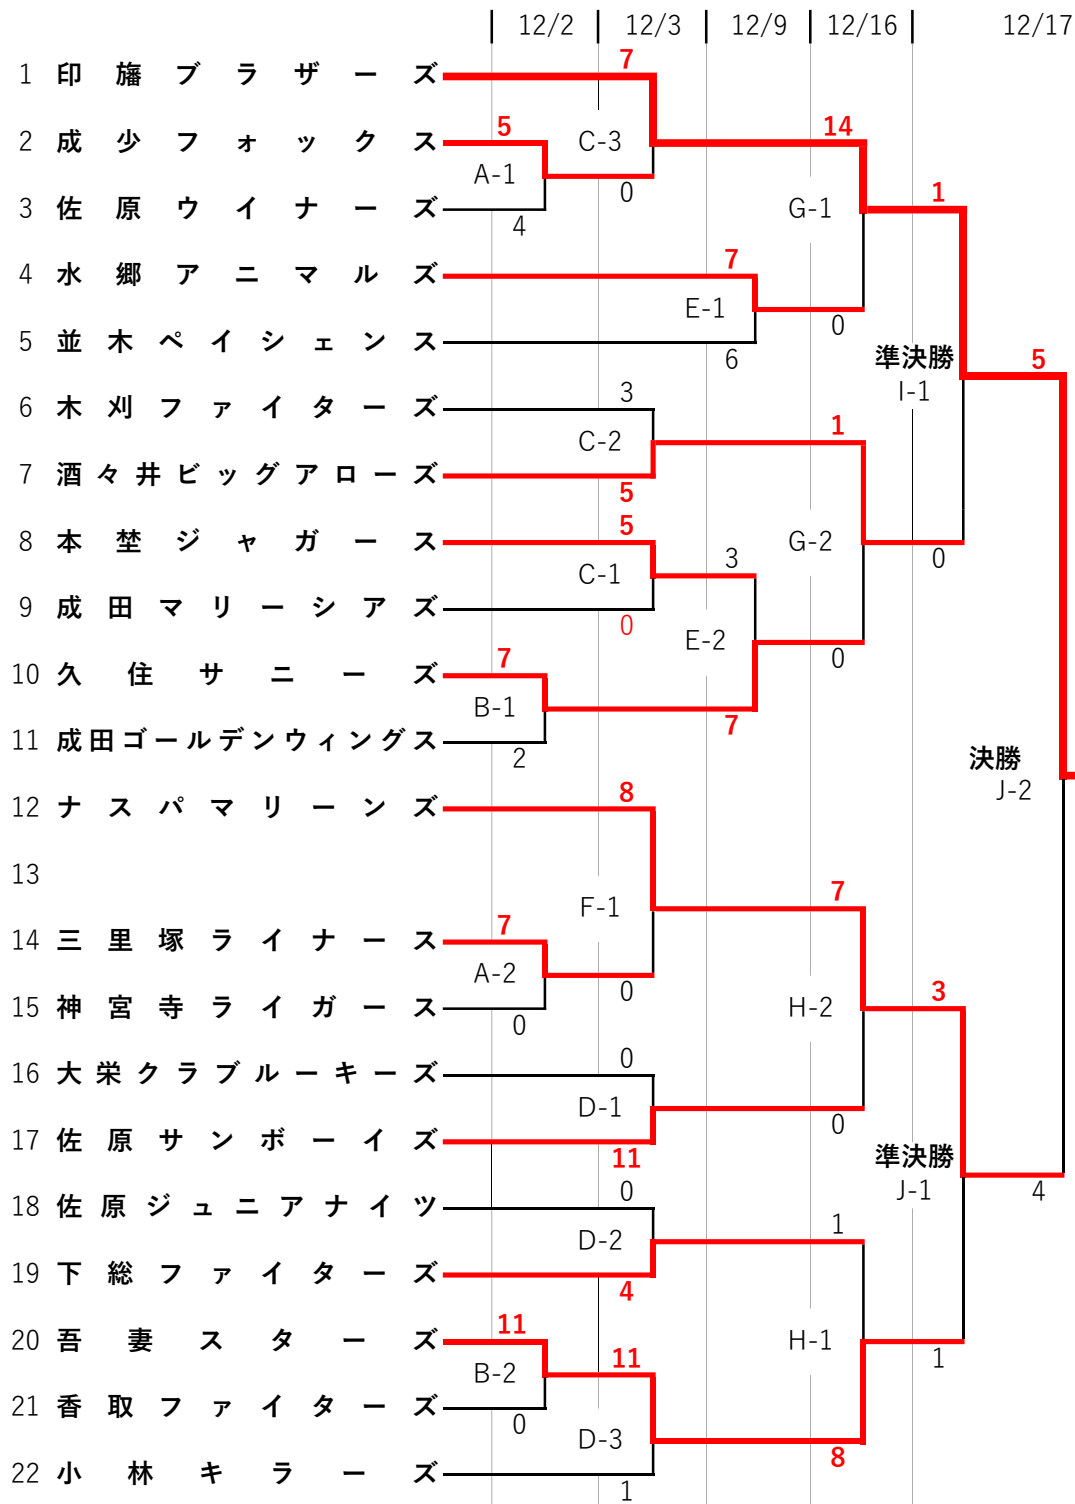 12/2 12/3 12/9 12/16 12/17
7
1 印旛ブラザーズ
5 14
2 成少フォックス C-3
A-1
0 1
3 佐原ウイナーズ G-1
4
7
4 水郷アニマルズ
E-1
0
5 並木ペイシェンス
6 準決勝 5
3 I-1
6 木刈ファイターズ
1
C-2
7 酒々井ビッグアローズ
5
5
8 本埜ジャガース G-2
3 0
C-1
9 成田マリーシアズ
0 E-2
7 0
10 久住サニーズ
B-1
7
11 成田ゴールデンウィングス
2 決勝
8 J-2
12 ナスパマリーンズ
13
7
F-1
7
14 三里塚ライナース
A-2
0 3
15 神宮寺ライガース H-2
0
0
16 大栄クラブルーキーズ
D-1
0
17 佐原サンボーイズ
11 準決勝
0 J-1 4
18 佐原ジュニアナイツ
1
D-2
19 下総ファイターズ
4
11
20 吾妻スターズ H-1
11 1
B-2
21 香取ファイターズ
0
D-3 8
22 小林キラーズ
1